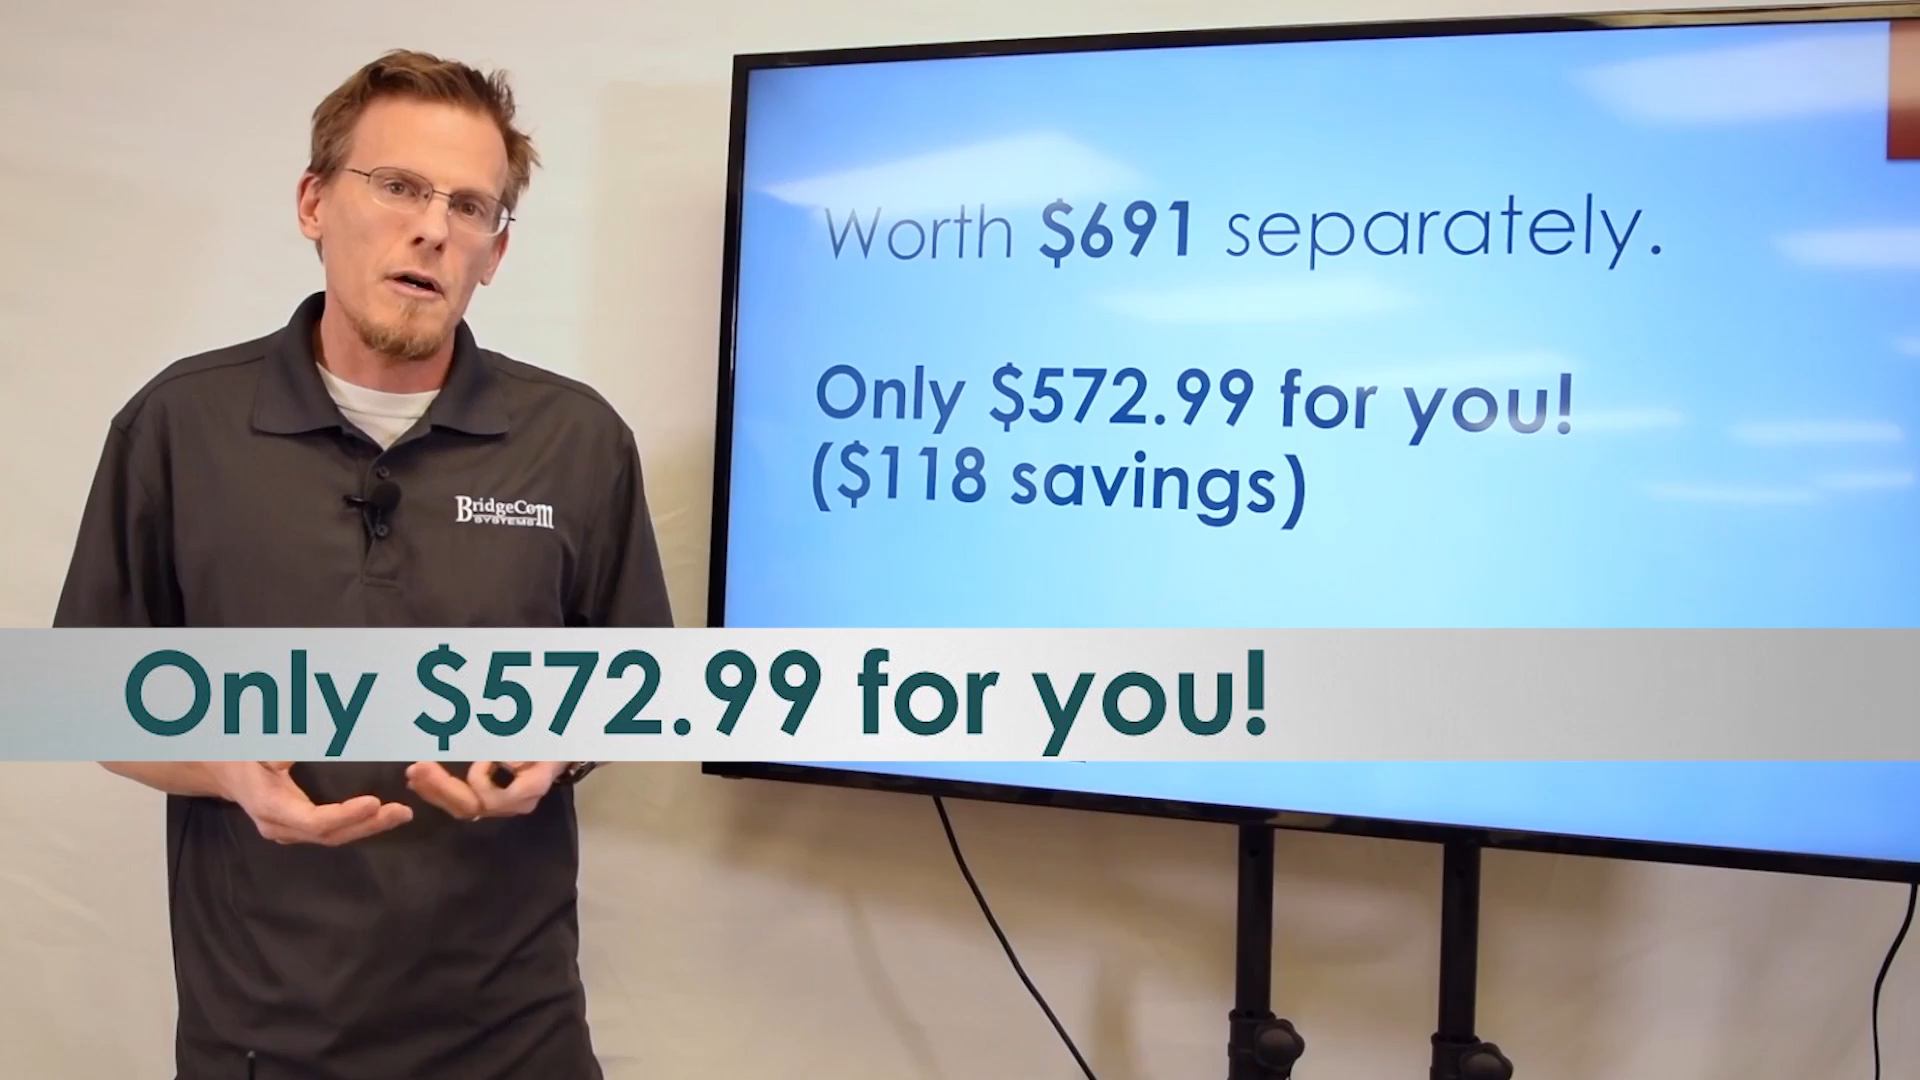 Worth $691 separately.
Only $572.99 for you!
($118 savings)
BridgeCom
SYSTEMS
Only $572.99 for you!